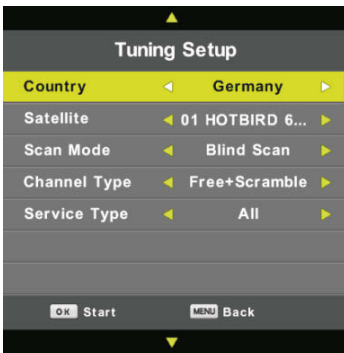 Tuning Setup
Country Germany
Satellite 01 HOTBIRD 6...
Scan Mode Blind Scan
Channel Type Free+Scramble
Service Type All
OK Start MENU Back